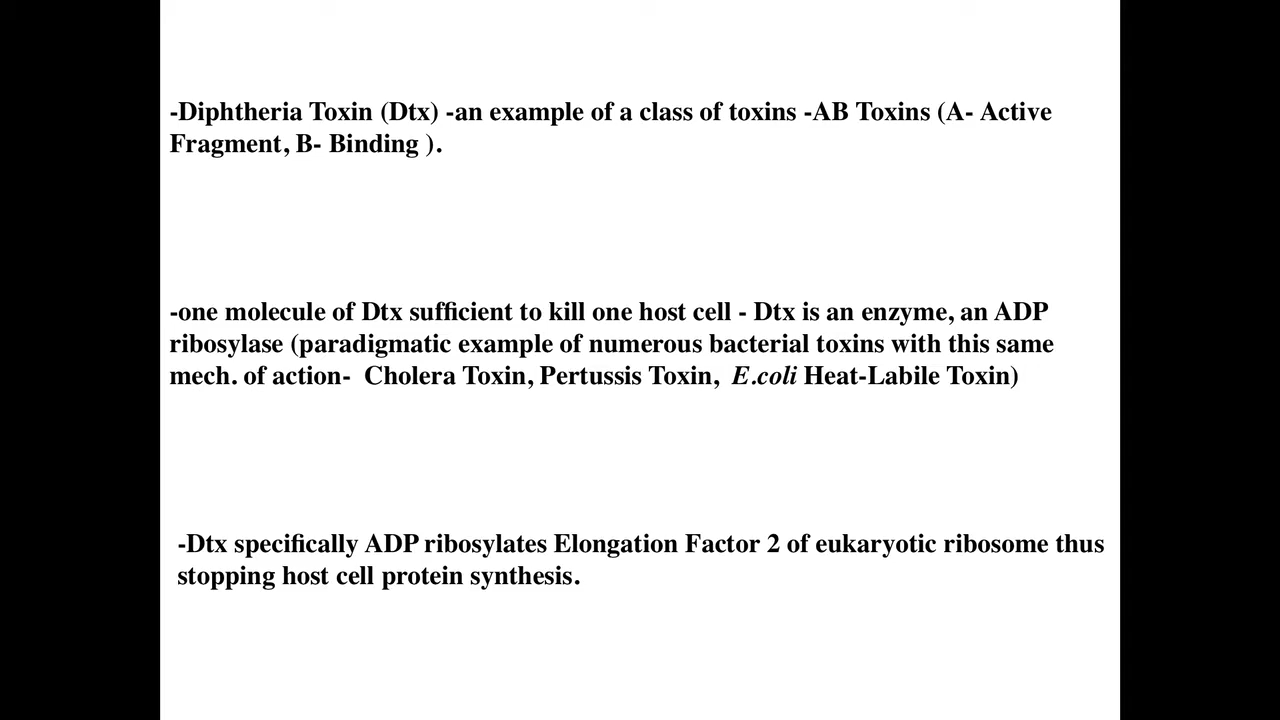 -Diphtheria Toxin (Dtx) -an example of a class of toxins -AB Toxins (A- Active
Fragment, B- Binding ).
-one molecule of Dtx sufficient to kill one host cell - Dtx is an enzyme, an ADP
ribosylase (paradigmatic example of numerous bacterial toxins with this same
mech. of action-  Cholera Toxin, Pertussis Toxin,  E.coli Heat-Labile Toxin)
-Dtx specifically ADP ribosylates Elongation Factor 2 of eukaryotic ribosome thus
stopping host cell protein synthesis.